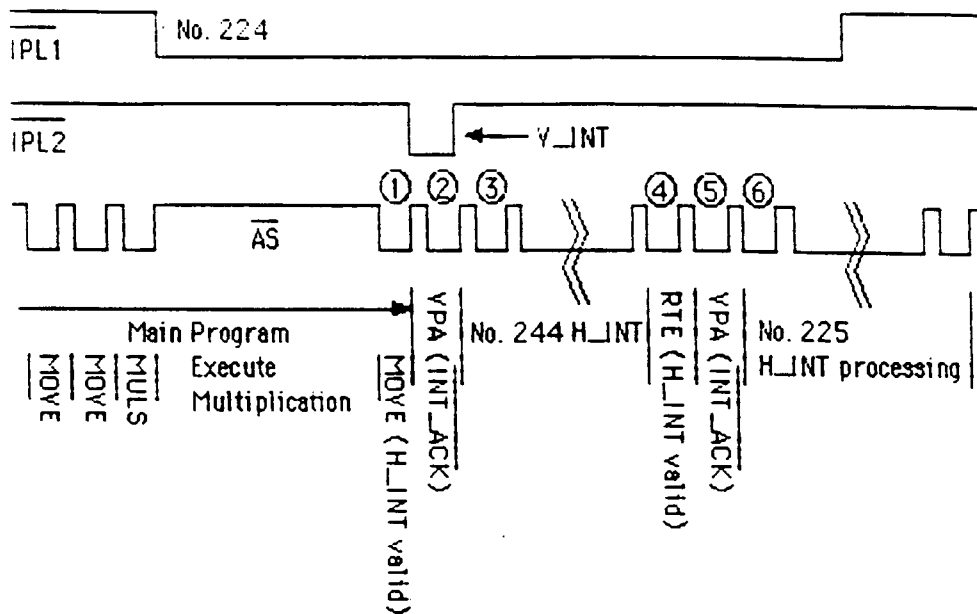 No. 224
IPL1
IPL2
V_INT
1 2 3 4 5 6
AS
Main Program
Execute
Multiplication
MOVE
MOVE
MULS
MOVE (H_INT valid)
VPA (INT_ACK)
No. 244 H_INT
RTE (H_INT valid)
VPA (INT_ACK)
No. 225
H_INT processing